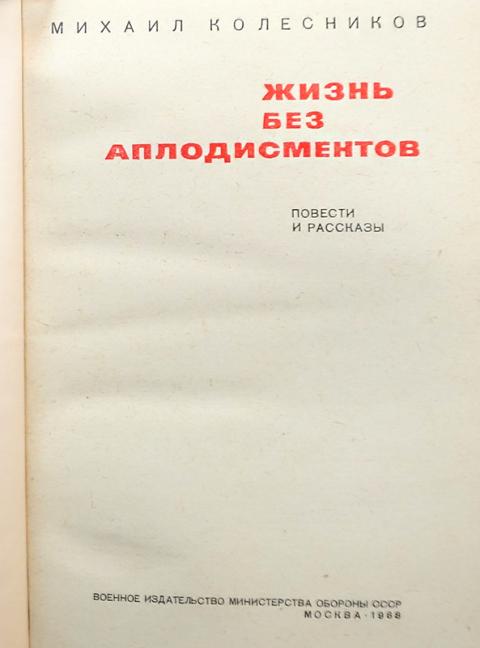 МИХАИЛ КОЛЕСНИКОВ
ЖИЗНЬ
БЕЗ
АПЛОДИСМЕНТОВ
ПОВЕСТИ
И РАССКАЗЫ
ВОЕННОЕ ИЗДАТЕЛЬСТВО МИНИСТЕРСТВА ОБОРОНЫ СССР
МОСКВА · 1968